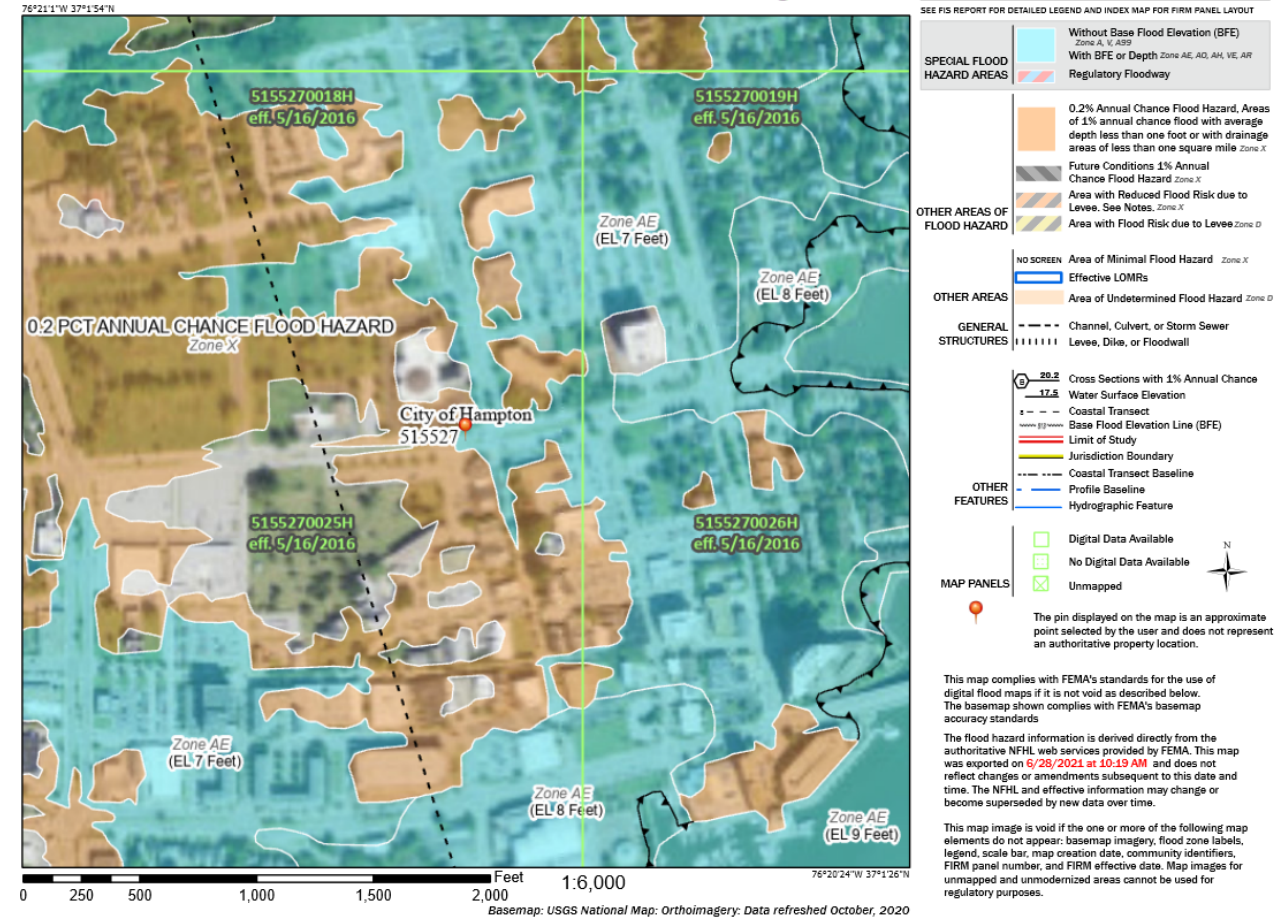 76°21'1"W 37°1'54"N
SEE FIS REPORT FOR DETAILED LEGEND AND INDEX MAP FOR FIRM PANEL LAYOUT
5155270018H
eff. 5/16/2016
5155270019H
eff. 5/16/2016
Zone AE
(EL 7 Feet)
Zone AE
(EL 8 Feet)
0.2 PCT ANNUAL CHANCE FLOOD HAZARD
Zone X
City of Hampton
515527
5155270025H
eff. 5/16/2016
5155270026H
eff. 5/16/2016
Zone AE
(EL 7 Feet)
Zone AE
(EL 8 Feet)
Zone AE
(EL 9 Feet)
Feet
0 250 500 1,000 1,500 2,000
1:6,000
76°20'24"W 37°1'26"N
Basemap: USGS National Map: Orthoimagery: Data refreshed October, 2020
SPECIAL FLOOD
HAZARD AREAS
Without Base Flood Elevation (BFE)
Zone A, V, A99
With BFE or Depth Zone AE, AO, AH, VE, AR
Regulatory Floodway
OTHER AREAS OF
FLOOD HAZARD
0.2% Annual Chance Flood Hazard, Areas
of 1% annual chance flood with average
depth less than one foot or with drainage
areas of less than one square mile Zone X
Future Conditions 1% Annual
Chance Flood Hazard Zone X
Area with Reduced Flood Risk due to
Levee. See Notes. Zone X
Area with Flood Risk due to Levee Zone D
OTHER AREAS
NO SCREEN Area of Minimal Flood Hazard Zone X
Effective LOMRs
Area of Undetermined Flood Hazard Zone D
GENERAL
STRUCTURES
Channel, Culvert, or Storm Sewer
Levee, Dike, or Floodwall
OTHER
FEATURES
B 20.2 Cross Sections with 1% Annual Chance
17.5 Water Surface Elevation
8 Coastal Transect
513 Base Flood Elevation Line (BFE)
Limit of Study
Jurisdiction Boundary
Coastal Transect Baseline
Profile Baseline
Hydrographic Feature
MAP PANELS
Digital Data Available
No Digital Data Available
Unmapped
N
The pin displayed on the map is an approximate
point selected by the user and does not represent
an authoritative property location.
This map complies with FEMA's standards for the use of
digital flood maps if it is not void as described below.
The basemap shown complies with FEMA's basemap
accuracy standards
The flood hazard information is derived directly from the
authoritative NFHL web services provided by FEMA. This map
was exported on 6/28/2021 at 10:19 AM and does not
reflect changes or amendments subsequent to this date and
time. The NFHL and effective information may change or
become superseded by new data over time.
This map image is void if the one or more of the following map
elements do not appear: basemap imagery, flood zone labels,
legend, scale bar, map creation date, community identifiers,
FIRM panel number, and FIRM effective date. Map images for
unmapped and unmodernized areas cannot be used for
regulatory purposes.